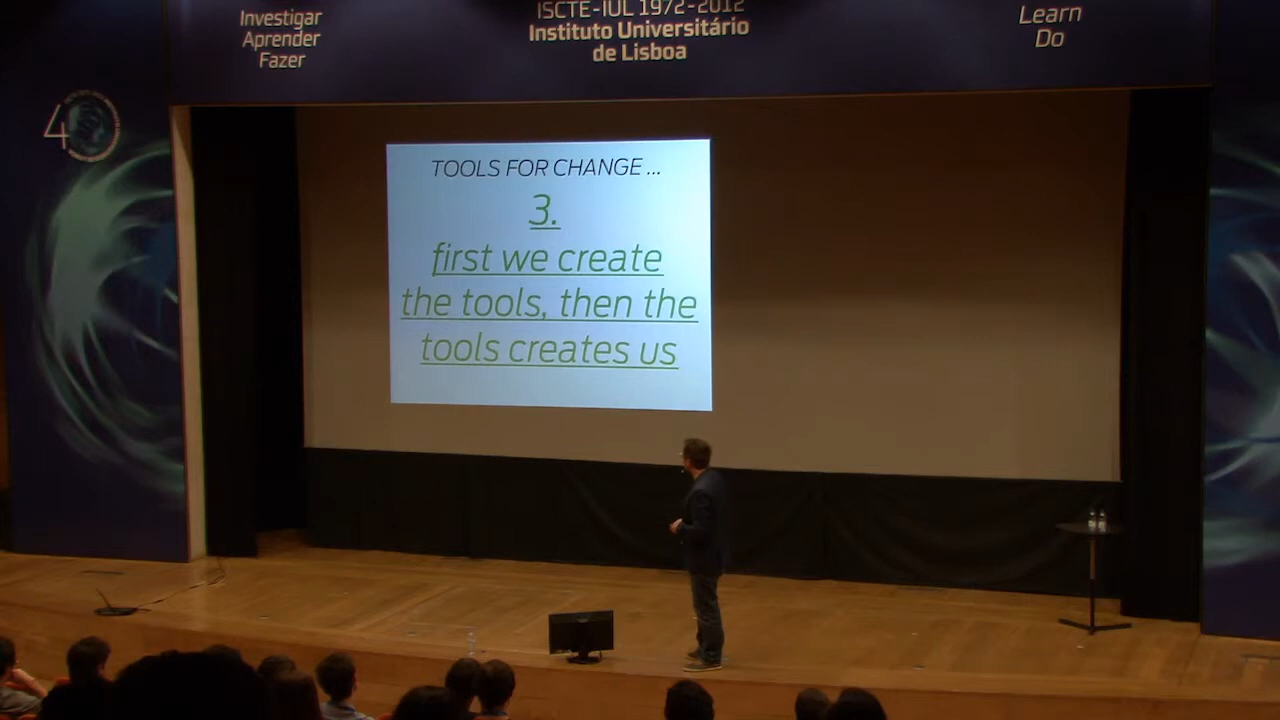 Investigar
Aprender
Fazer
ISCTE-IUL 1972-2012
Instituto Universitário
de Lisboa
Learn
Do
40
TOOLS FOR CHANGE ...
3.
first we create
the tools, then the
tools creates us